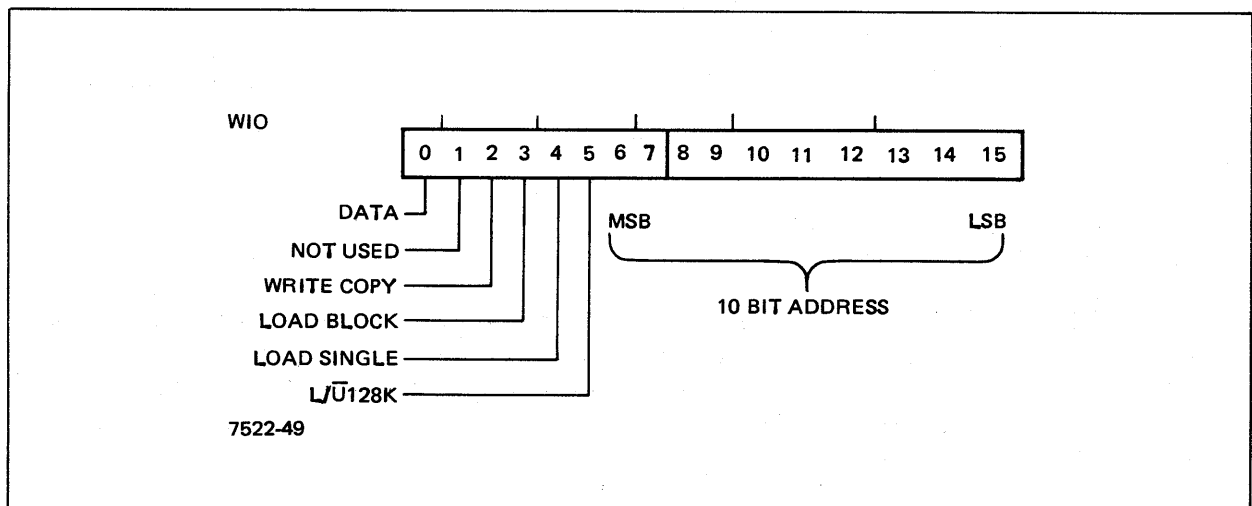 WIO
0 1 2 3 4 5 6 7 8 9 10 11 12 13 14 15
DATA
MSB LSB
NOT USED
WRITE COPY
10 BIT ADDRESS
LOAD BLOCK
LOAD SINGLE
L/U̅128K
7522-49